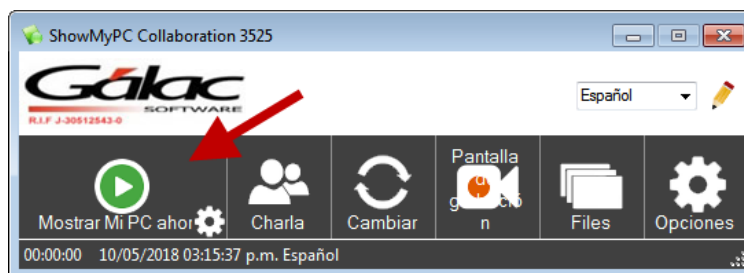 ShowMyPC Collaboration 3525
Gálac
SOFTWARE
R.I.F J-30512543-0
Español
Mostrar Mi PC ahor
Charla
Cambiar
Pantalla
n
Files
Opciones
00:00:00 10/05/2018 03:15:37 p.m. Español